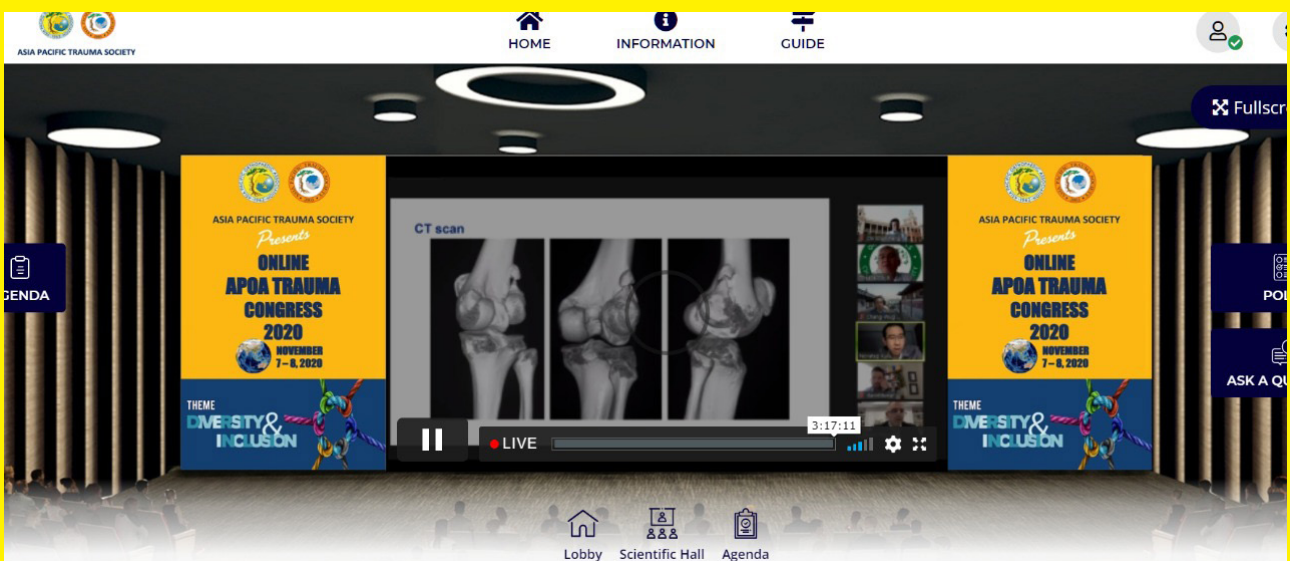 ASIA PACIFIC TRAUMA SOCIETY
HOME
INFORMATION
GUIDE
Fullscr
GENDA
ASIA PACIFIC TRAUMA SOCIETY
Presents
ONLINE
APOA TRAUMA
CONGRESS
2020
NOVEMBER
7–8, 2020
THEME
DIVERSITY &
INCLUSION
CT scan
LIVE
3:17:11
ASIA PACIFIC TRAUMA SOCIETY
Presents
ONLINE
APOA TRAUMA
CONGRESS
2020
NOVEMBER
7–8, 2020
THEME
DIVERSITY &
INCLUSION
POL
ASK A QU
Lobby
Scientific Hall
Agenda